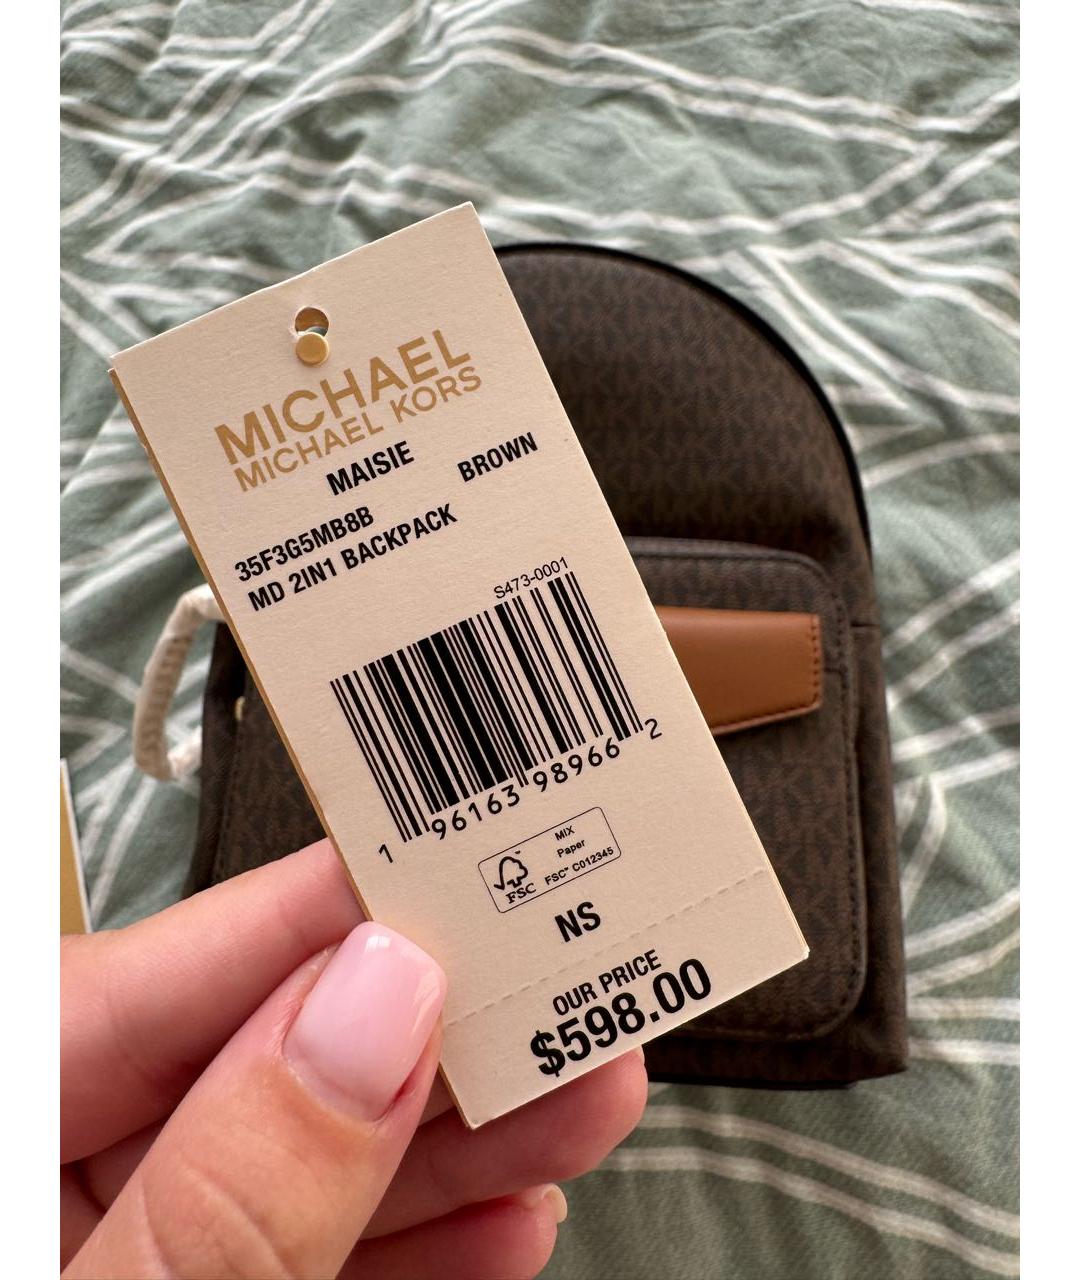 MICHAEL
MICHAEL KORS
MAISIE BROWN
35F3G5MB8B
MD 2IN1 BACKPACK
S473-0001
1 96163 98966 2
MIX
Paper
FSC™ C012345
FSC
NS
OUR PRICE
$598.00